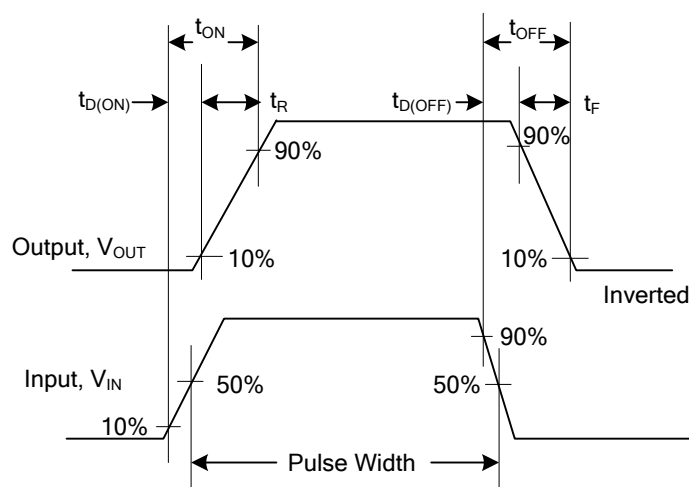 tON
tOFF
tD(ON)
tR
tD(OFF)
tF
90%
90%
Output, VOUT
10%
10%
Inverted
90%
Input, VIN
50%
50%
10%
Pulse Width